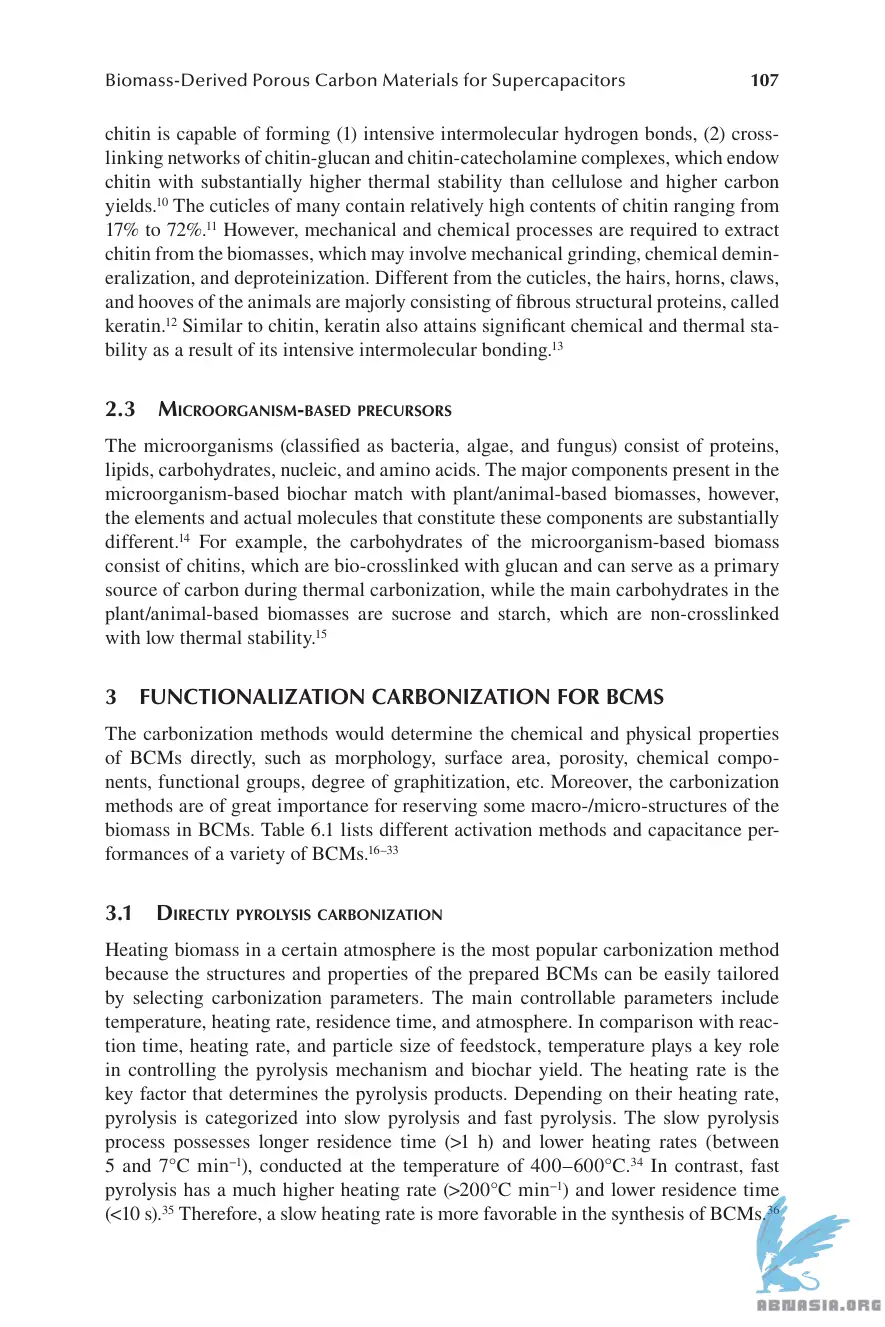 Biomass-Derived Porous Carbon Materials for Supercapacitors 107
chitin is capable of forming (1) intensive intermolecular hydrogen bonds, (2) cross-
linking networks of chitin-glucan and chitin-catecholamine complexes, which endow
chitin with substantially higher thermal stability than cellulose and higher carbon
yields.10 The cuticles of many contain relatively high contents of chitin ranging from
17% to 72%.11 However, mechanical and chemical processes are required to extract
chitin from the biomasses, which may involve mechanical grinding, chemical demin-
eralization, and deproteinization. Different from the cuticles, the hairs, horns, claws,
and hooves of the animals are majorly consisting of fibrous structural proteins, called
keratin.12 Similar to chitin, keratin also attains significant chemical and thermal sta-
bility as a result of its intensive intermolecular bonding.13
2.3 Microorganism-based precursors
The microorganisms (classified as bacteria, algae, and fungus) consist of proteins,
lipids, carbohydrates, nucleic, and amino acids. The major components present in the
microorganism-based biochar match with plant/animal-based biomasses, however,
the elements and actual molecules that constitute these components are substantially
different.14 For example, the carbohydrates of the microorganism-based biomass
consist of chitins, which are bio-crosslinked with glucan and can serve as a primary
source of carbon during thermal carbonization, while the main carbohydrates in the
plant/animal-based biomasses are sucrose and starch, which are non-crosslinked
with low thermal stability.15
3 FUNCTIONALIZATION CARBONIZATION FOR BCMS
The carbonization methods would determine the chemical and physical properties
of BCMs directly, such as morphology, surface area, porosity, chemical compo-
nents, functional groups, degree of graphitization, etc. Moreover, the carbonization
methods are of great importance for reserving some macro-/micro-structures of the
biomass in BCMs. Table 6.1 lists different activation methods and capacitance per-
formances of a variety of BCMs.16–33
3.1 Directly pyrolysis carbonization
Heating biomass in a certain atmosphere is the most popular carbonization method
because the structures and properties of the prepared BCMs can be easily tailored
by selecting carbonization parameters. The main controllable parameters include
temperature, heating rate, residence time, and atmosphere. In comparison with reac-
tion time, heating rate, and particle size of feedstock, temperature plays a key role
in controlling the pyrolysis mechanism and biochar yield. The heating rate is the
key factor that determines the pyrolysis products. Depending on their heating rate,
pyrolysis is categorized into slow pyrolysis and fast pyrolysis. The slow pyrolysis
process possesses longer residence time (>1 h) and lower heating rates (between
5 and 7°C min−1), conducted at the temperature of 400–600°C.34 In contrast, fast
pyrolysis has a much higher heating rate (>200°C min−1) and lower residence time
(<10 s).35 Therefore, a slow heating rate is more favorable in the synthesis of BCMs.36
ABNASIA.ORG